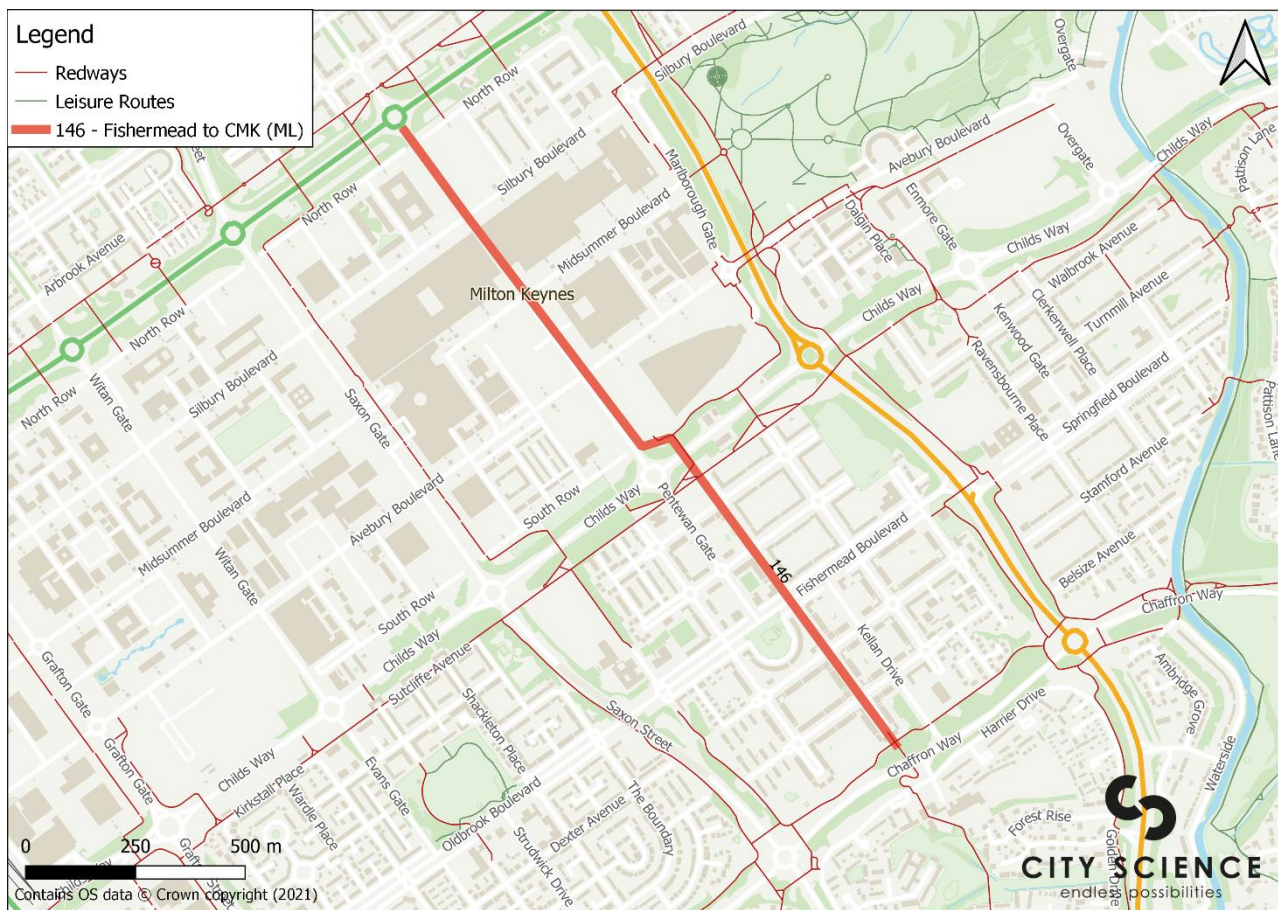 Legend
Redways
Leisure Routes
146 - Fishermead to CMK (ML)
North Row
Silbury Boulevard
Overgate
Silbury Boulevard
Avebury Boulevard
Overgate
Childs Way
Pattison Lane
North Row
Marlborough Gate
Midsummer Boulevard
Dalgin Place
Enmore Gate
Arbrook Avenue
Childs Way
Walbrook Avenue
Milton Keynes
Childs Way
Clerkenwell Place
Turnmill Avenue
Kenwood Gate
North Row
Ravensbourne Place
Springfield Boulevard
Witan Gate
Silbury Boulevard
Saxon Gate
Pattison Lane
North Row
Stamford Avenue
Avebury Boulevard
South Row
Childs Way
Pentewan Gate
Midsummer Boulevard
Fishermead Boulevard
Belsize Avenue
Witan Gate
146
Chaffron Way
South Row
Kellan Drive
Childs Way
Sutcliffe Avenue
Grafton Gate
Shackleton Place
Saxon Street
Harrier Drive
Ambridge Grove
Chaffron Way
Grafton Gate
Childs Way
Evans Gate
Kirkstall Place
Wardle Place
The Boundary
Waterside
Oldbrook Boulevard
Dexter Avenue
Forest Rise
Strudwick Drive
0 250 500 m
CITY SCIENCE
endless possibilities
Contains OS data © Crown copyright (2021)